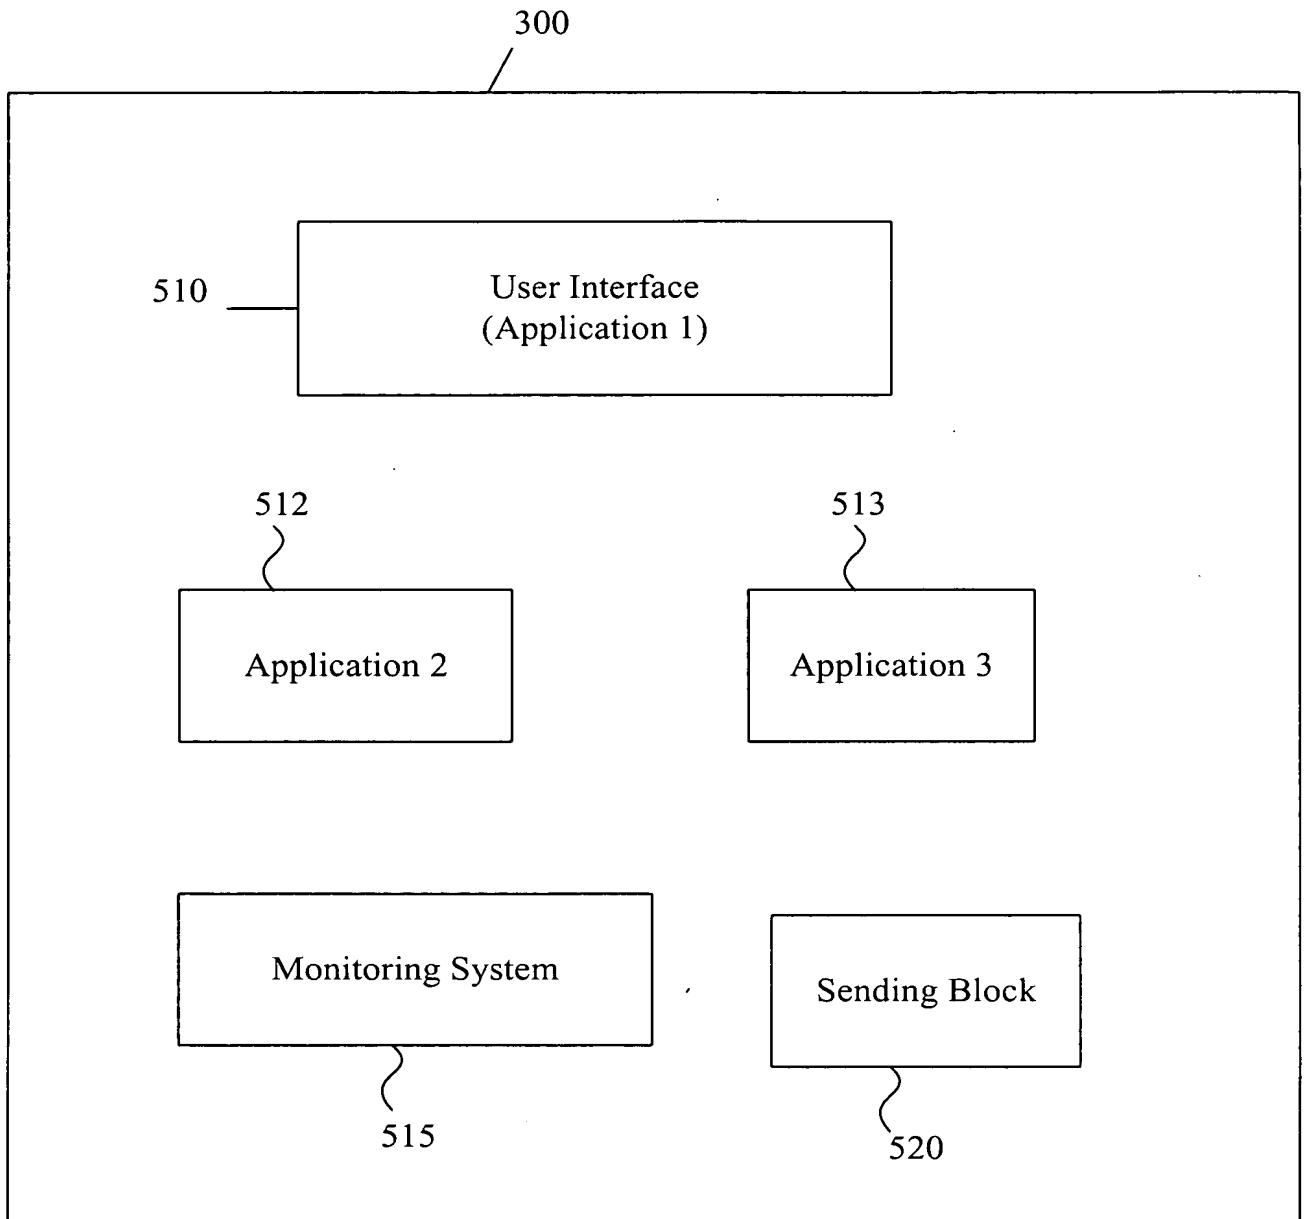 300
510
User Interface
(Application 1)
512
513
Application 2
Application 3
Monitoring System
Sending Block
515
520